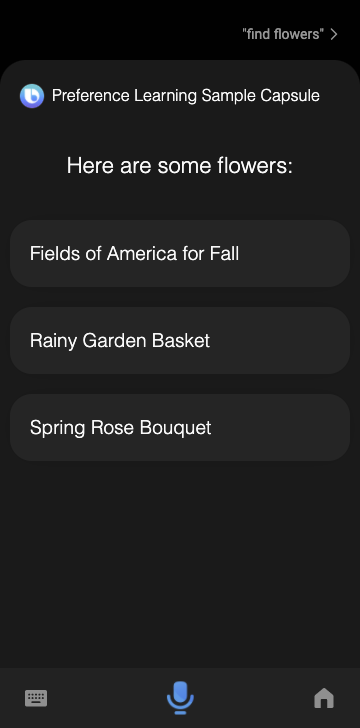 "find flowers"
Preference Learning Sample Capsule
Here are some flowers:
Fields of America for Fall
Rainy Garden Basket
Spring Rose Bouquet